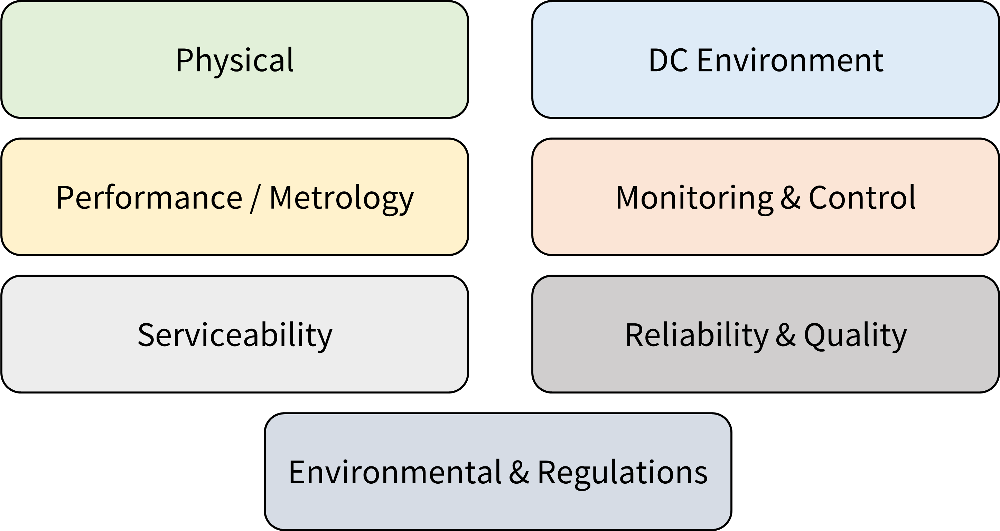 Physical
DC Environment
Performance / Metrology
Monitoring & Control
Serviceability
Reliability & Quality
Environmental & Regulations